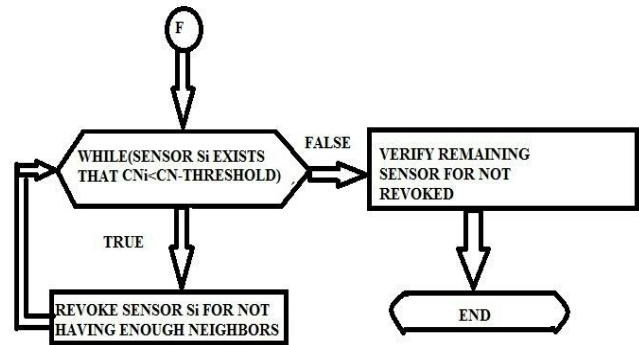 F
WHILE(SENSOR Si EXISTS
THAT CNi<CN-THRESHOLD)
FALSE
VERIFY REMAINING
SENSOR FOR NOT
REVOKED
TRUE
REVOKE SENSOR Si FOR NOT
HAVING ENOUGH NEIGHBORS
END